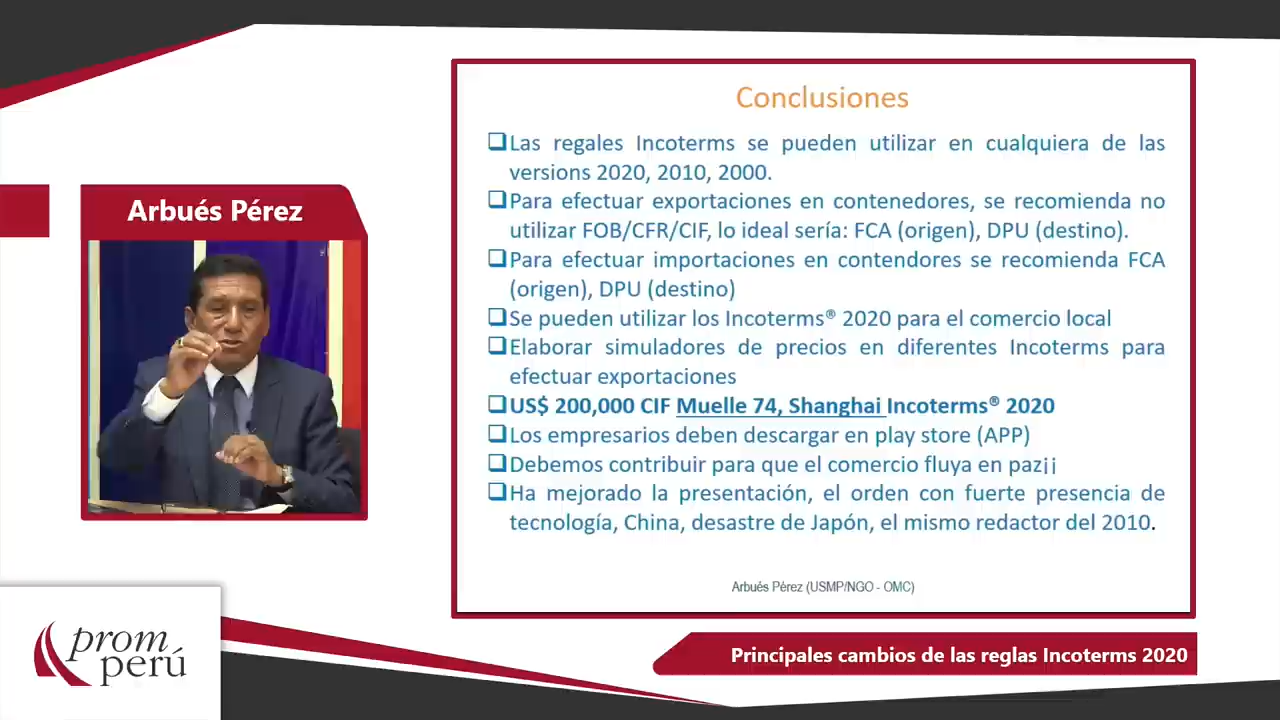 Arbués Pérez
Conclusiones
❑Las regales Incoterms se pueden utilizar en cualquiera de las
versions 2020, 2010, 2000.
❑Para efectuar exportaciones en contenedores, se recomienda no
utilizar FOB/CFR/CIF, lo ideal sería: FCA (origen), DPU (destino).
❑Para efectuar importaciones en contendores se recomienda FCA
(origen), DPU (destino)
❑Se pueden utilizar los Incoterms® 2020 para el comercio local
❑Elaborar simuladores de precios en diferentes Incoterms para
efectuar exportaciones
❑US$ 200,000 CIF Muelle 74, Shanghai Incoterms® 2020
❑Los empresarios deben descargar en play store (APP)
❑Debemos contribuir para que el comercio fluya en paz¡¡
❑Ha mejorado la presentación, el orden con fuerte presencia de
tecnología, China, desastre de Japón, el mismo redactor del 2010.
Arbués Pérez (USMP/NGO - OMC)
prom
perú
Principales cambios de las reglas Incoterms 2020